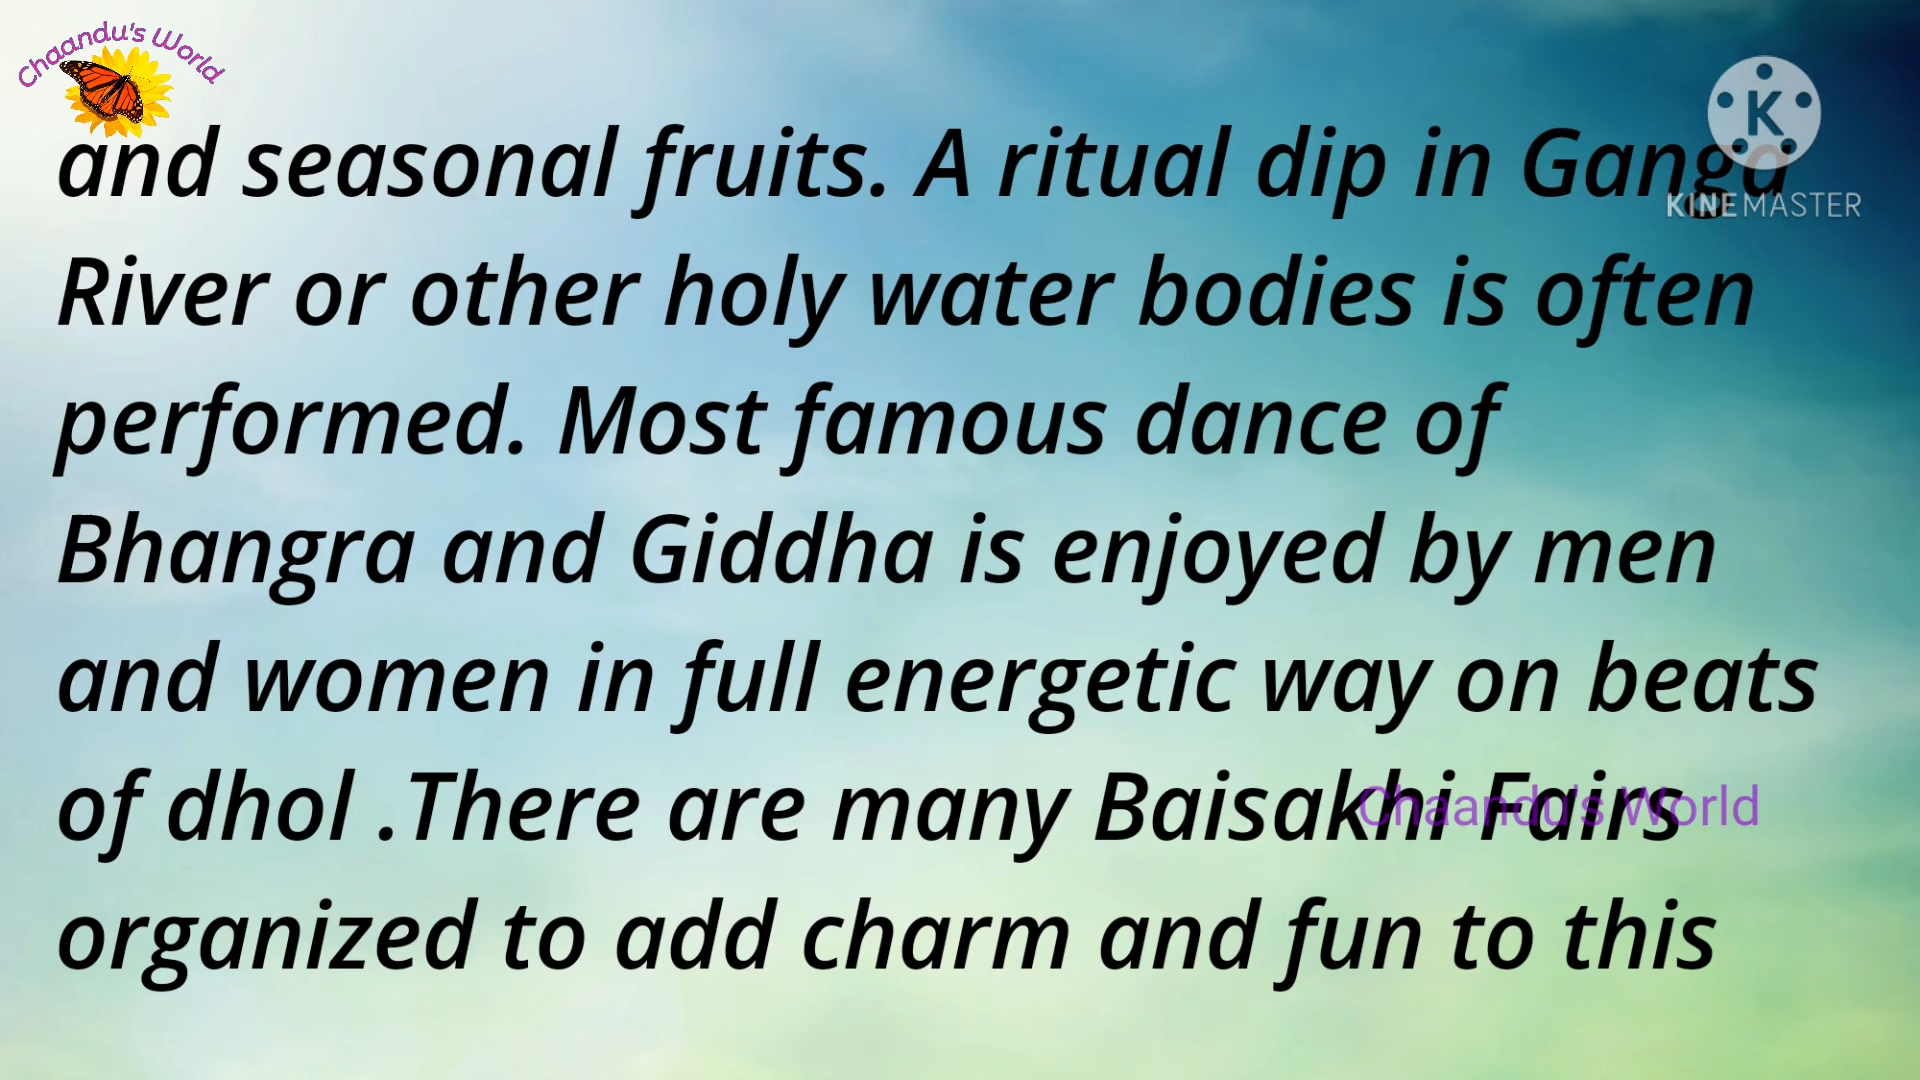 Chaandu's World
K
KINEMASTER
and seasonal fruits. A ritual dip in Ganga
River or other holy water bodies is often
performed. Most famous dance of
Bhangra and Giddha is enjoyed by men
and women in full energetic way on beats
of dhol .There are many Baisakhi Fairs
Chaandu's World
organized to add charm and fun to this